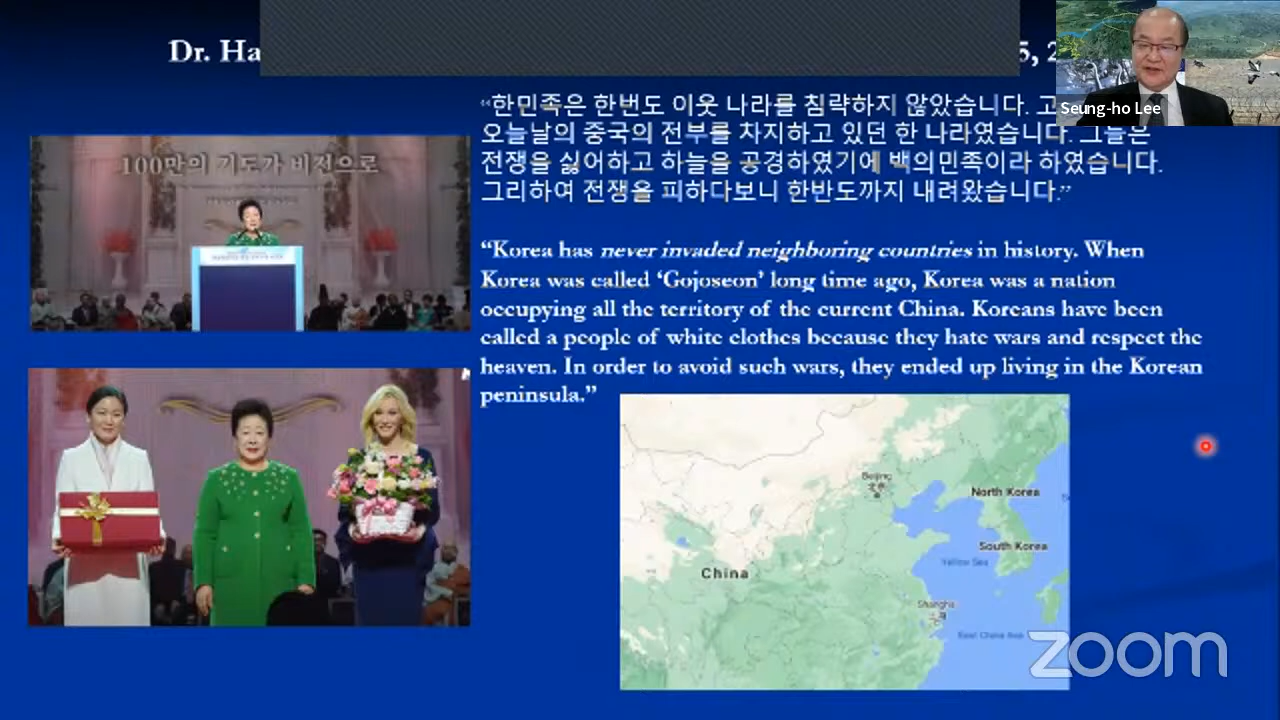 Dr. Ha
5, 2
Seung-ho Lee
100만의 기도가 비전으로
“한민족은 한번도 이웃 나라를 침략하지 않았습니다. 고
오늘날의 중국의 전부를 차지하고 있던 한 나라였습니다. 그들은
전쟁을 싫어하고 하늘을 공경하였기에 백의민족이라 하였습니다.
그리하여 전쟁을 피하다보니 한반도까지 내려왔습니다.”
“Korea has never invaded neighboring countries in history. When
Korea was called ‘Gojoseon’ long time ago, Korea was a nation
occupying all the territory of the current China. Koreans have been
called a people of white clothes because they hate wars and respect the
heaven. In order to avoid such wars, they ended up living in the Korean
peninsula.”
Beijing
北京
North Korea
South Korea
Yellow Sea
China
Shanghai
East China Sea
zoom